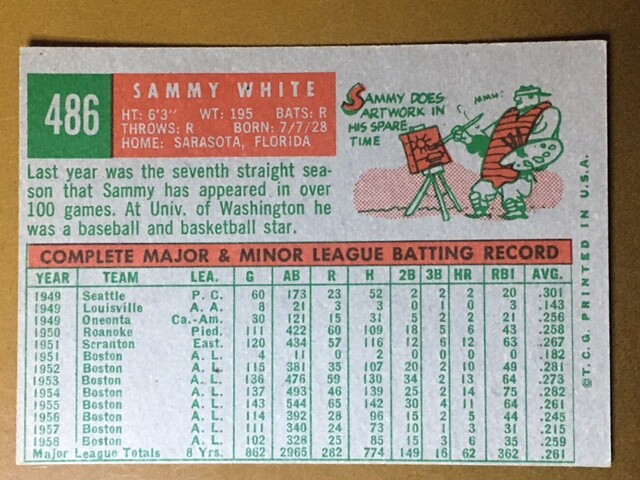 486
SAMMY WHITE
HT: 6'3" WT: 195 BATS: R
THROWS: R BORN: 7/7/28
HOME: SARASOTA, FLORIDA
SAMMY DOES
ARTWORK IN
HIS SPARE
TIME
MMM!
Last year was the seventh straight sea-
son that Sammy has appeared in over
100 games. At Univ. of Washington he
was a baseball and basketball star.
COMPLETE MAJOR & MINOR LEAGUE BATTING RECORD
YEAR TEAM LEA. G AB R H 2B 3B HR RBI AVG.
1949 Seattle P. C. 60 173 23 52 2 2 2 20 .301
1949 Louisville A. A. 8 21 3 3 0 1 0 3 .143
1949 Oneonta Ca.-Am. 30 121 15 31 5 2 2 21 .256
1950 Roanoke Pied. 111 422 60 109 18 5 6 43 .258
1951 Scranton East. 120 434 57 116 12 6 12 63 .267
1951 Boston A. L. 4 11 0 2 0 0 0 0 .182
1952 Boston A. L. 115 381 35 107 20 2 10 49 .281
1953 Boston A. L. 136 476 59 130 34 2 13 64 .273
1954 Boston A. L. 137 493 46 139 25 2 14 75 .282
1955 Boston A. L. 143 544 65 142 30 4 11 64 .261
1956 Boston A. L. 114 392 28 96 15 2 5 44 .245
1957 Boston A. L. 111 340 24 73 10 1 3 31 .215
1958 Boston A. L. 102 328 25 85 15 3 6 35 .259
Major League Totals 8 Yrs. 862 2965 282 774 149 16 62 362 .261
©T.C.G. PRINTED IN U.S.A.